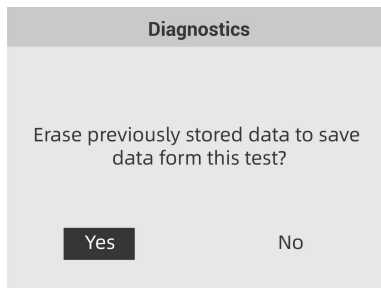 Diagnostics
Erase previously stored data to save
data form this test?
Yes
No